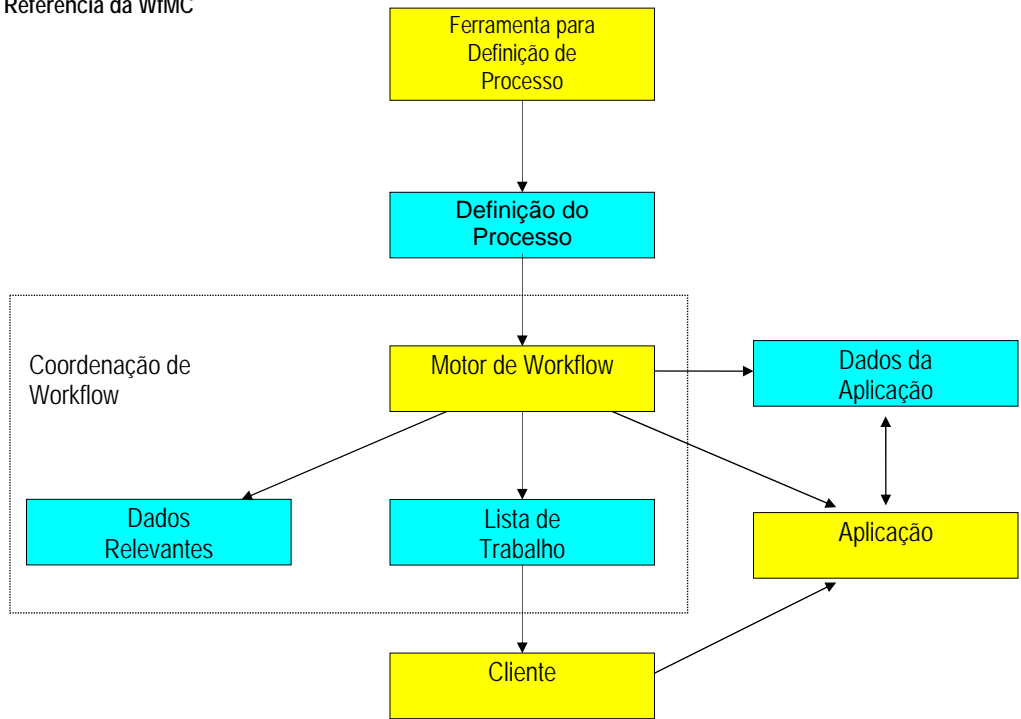 Referência da WfMC
Ferramenta para
Definição de
Processo
Definição do
Processo
Coordenação de
Workflow
Motor de Workflow
Dados da
Aplicação
Dados
Relevantes
Lista de
Trabalho
Aplicação
Cliente